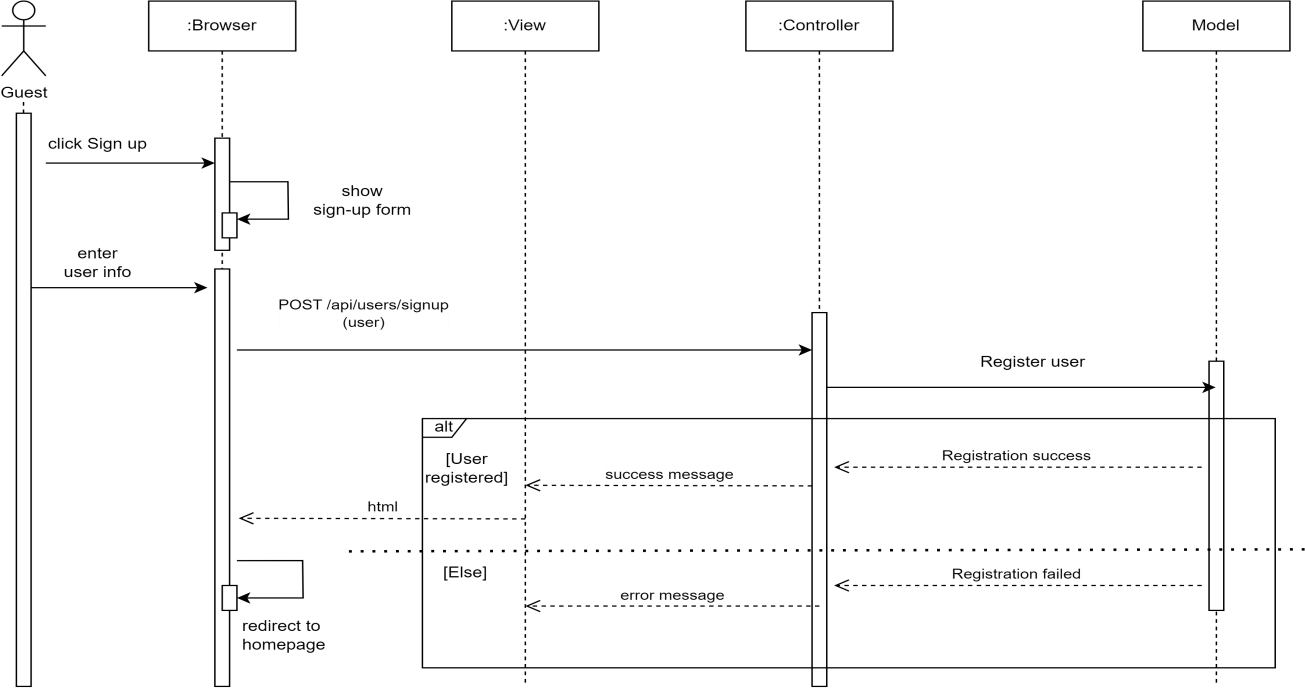 :Browser
:View
:Controller
Model
Guest
click Sign up
show
sign-up form
enter
user info
POST /api/users/signup
(user)
Register user
alt
[User
registered]
Registration success
success message
html
[Else]
Registration failed
error message
redirect to
homepage